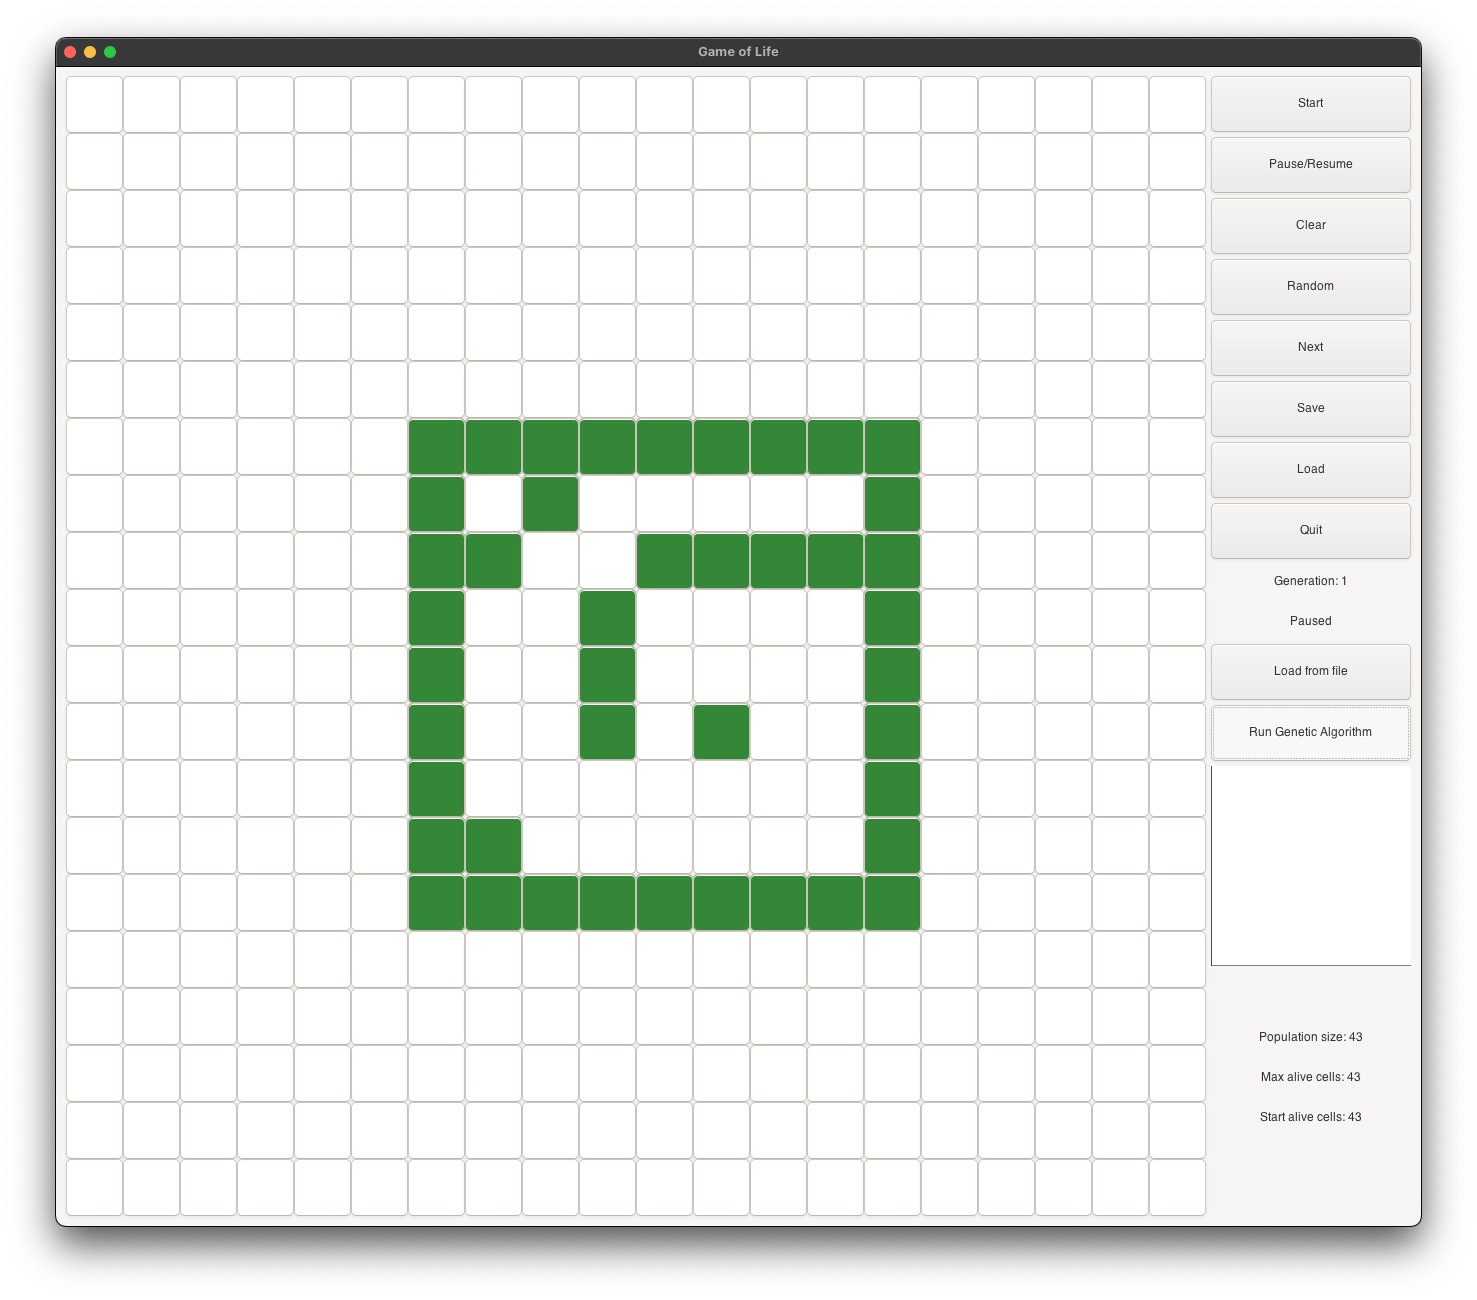 Game of Life
Start
Pause/Resume
Clear
Random
Next
Save
Load
Quit
Generation: 1
Paused
Load from file
Run Genetic Algorithm
Population size: 43
Max alive cells: 43
Start alive cells: 43